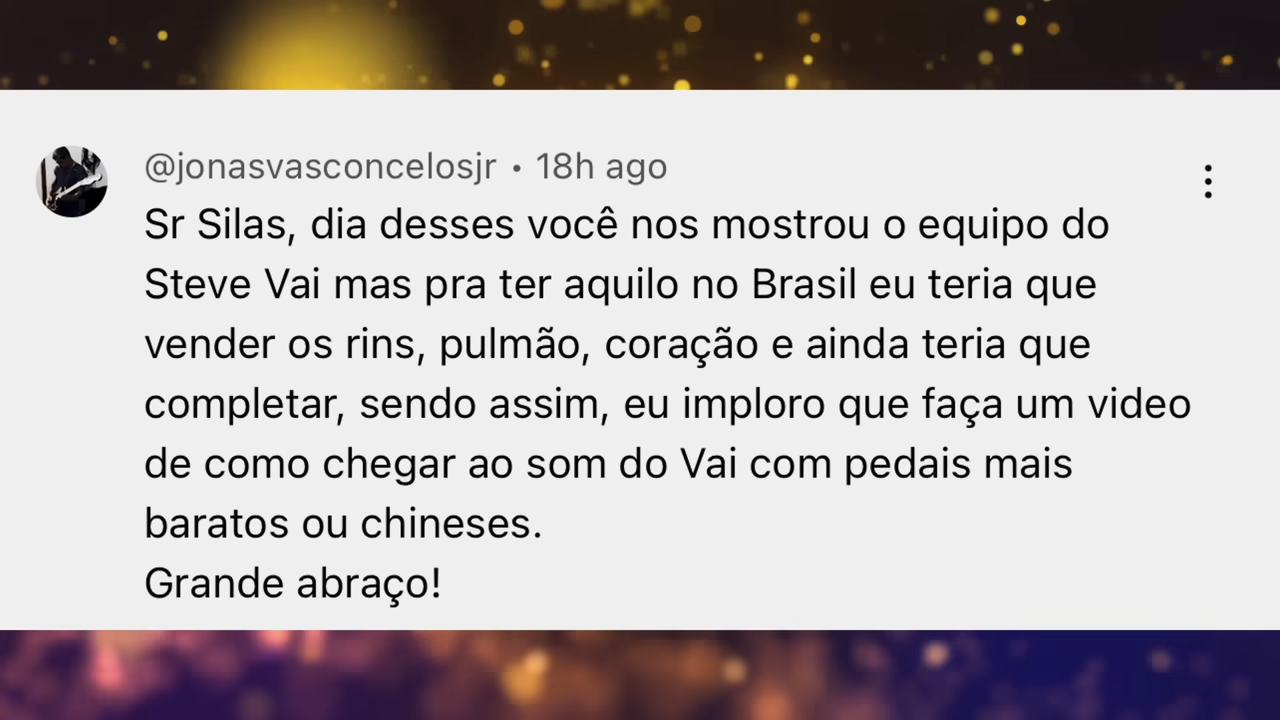 @jonasvasconcelosjr • 18h ago
Sr Silas, dia desses você nos mostrou o equipo do
Steve Vai mas pra ter aquilo no Brasil eu teria que
vender os rins, pulmão, coração e ainda teria que
completar, sendo assim, eu imploro que faça um video
de como chegar ao som do Vai com pedais mais
baratos ou chineses.
Grande abraço!